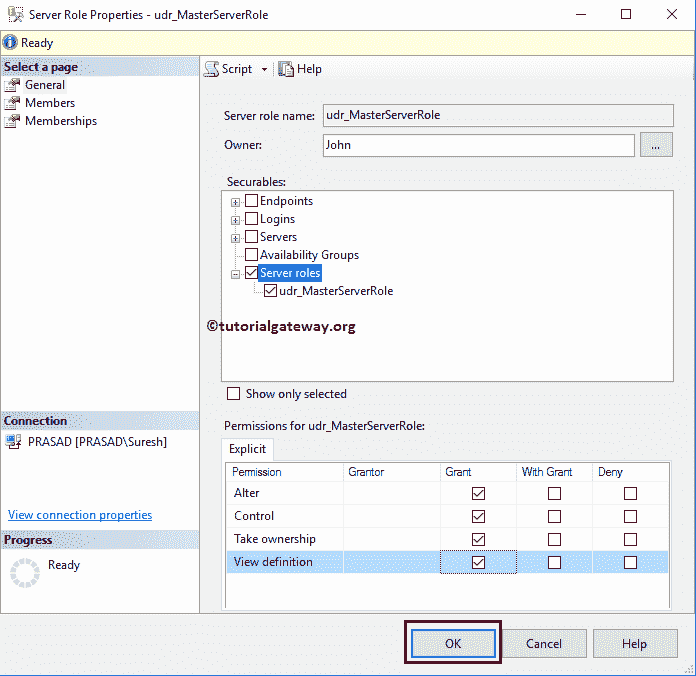 Server Role Properties - udr_MasterServerRole
Ready
Select a page
General
Members
Memberships
Script
Help
Server role name: udr_MasterServerRole
Owner: John ...
Securables:
Endpoints
Logins
Servers
Availability Groups
Server roles
udr_MasterServerRole
©tutorialgateway.org
Show only selected
Permissions for udr_MasterServerRole:
Explicit
Permission Grantor Grant With Grant Deny
Alter
Control
Take ownership
View definition
Connection
PRASAD [PRASAD\Suresh]
View connection properties
Progress
Ready
OK Cancel Help